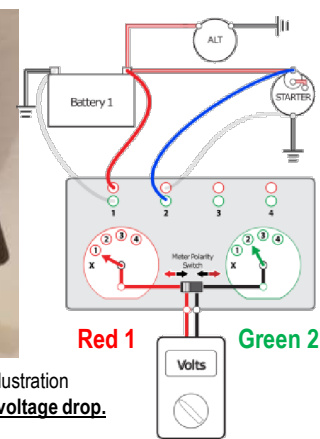 ALT
Battery 1
STARTER
1 2 3 4
1 2 3 4
X
Meter Polarity
Switch
1 2 3 4
X
Red 1
Green 2
Volts
lustration
voltage drop.